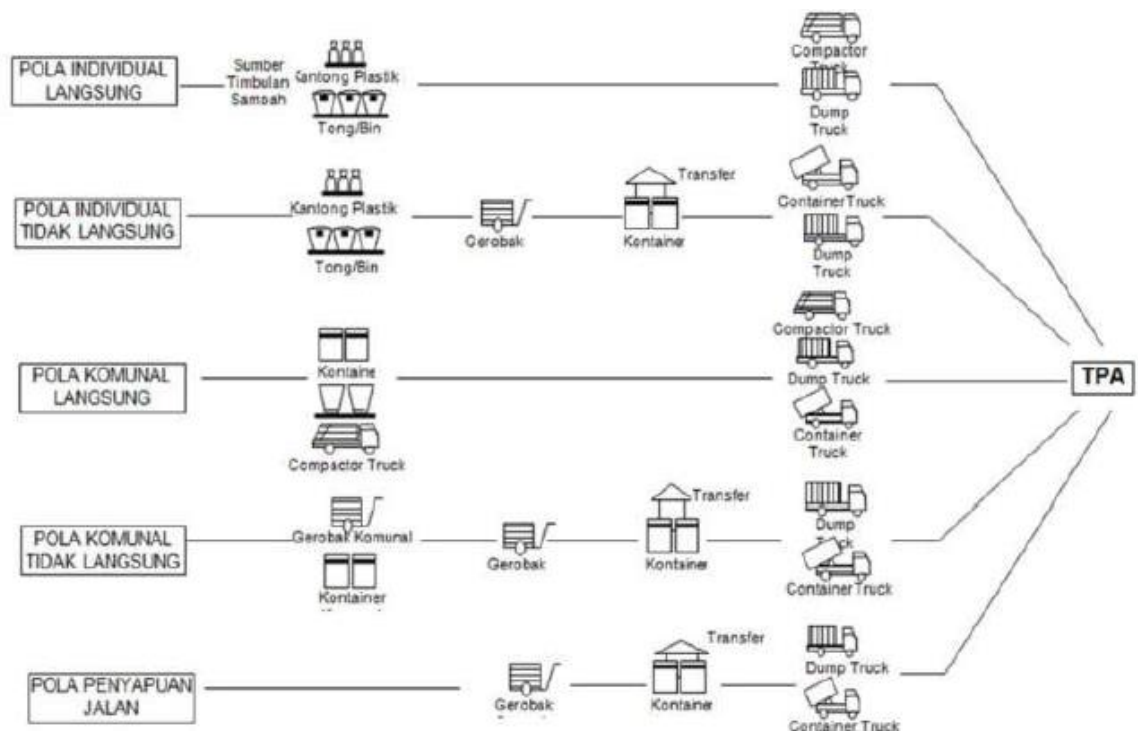 POLA INDIVIDUAL
LANGSUNG
Sumber
Timbulan
Sampah
Kantong Plastik
Tong/Bin
Compactor
Truck
Dump
Truck
POLA INDIVIDUAL
TIDAK LANGSUNG
Kantong Plastik
Tong/Bin
Gerobak
Transfer
Kontainer
Container Truck
Dump
Truck
POLA KOMUNAL
LANGSUNG
Kontaine
Compactor Truck
Compactor Truck
Dump Truck
Container
Truck
TPA
POLA KOMUNAL
TIDAK LANGSUNG
Gerobak Komunal
Kontainer
Gerobak
Transfer
Kontainer
Dump
Truck
Container Truck
POLA PENYAPUAN
JALAN
Gerobak
Transfer
Kontainer
Dump Truck
Container Truck